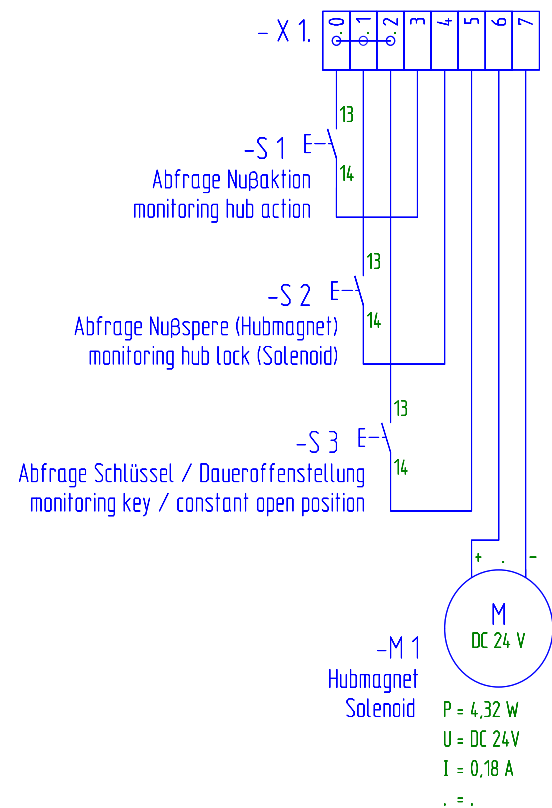 -X1. .0 .1 .2 3 4 5 6 7
13
-S 1
14
Abfrage Nußaktion
monitoring hub action
13
-S 2
14
Abfrage Nußspere (Hubmagnet)
monitoring hub lock (Solenoid)
13
-S 3
14
Abfrage Schlüssel / Daueroffenstellung
monitoring key / constant open position
+ . -
M
DC 24 V
-M 1
Hubmagnet
Solenoid
P = 4,32 W
U = DC 24V
I = 0,18 A
. = .